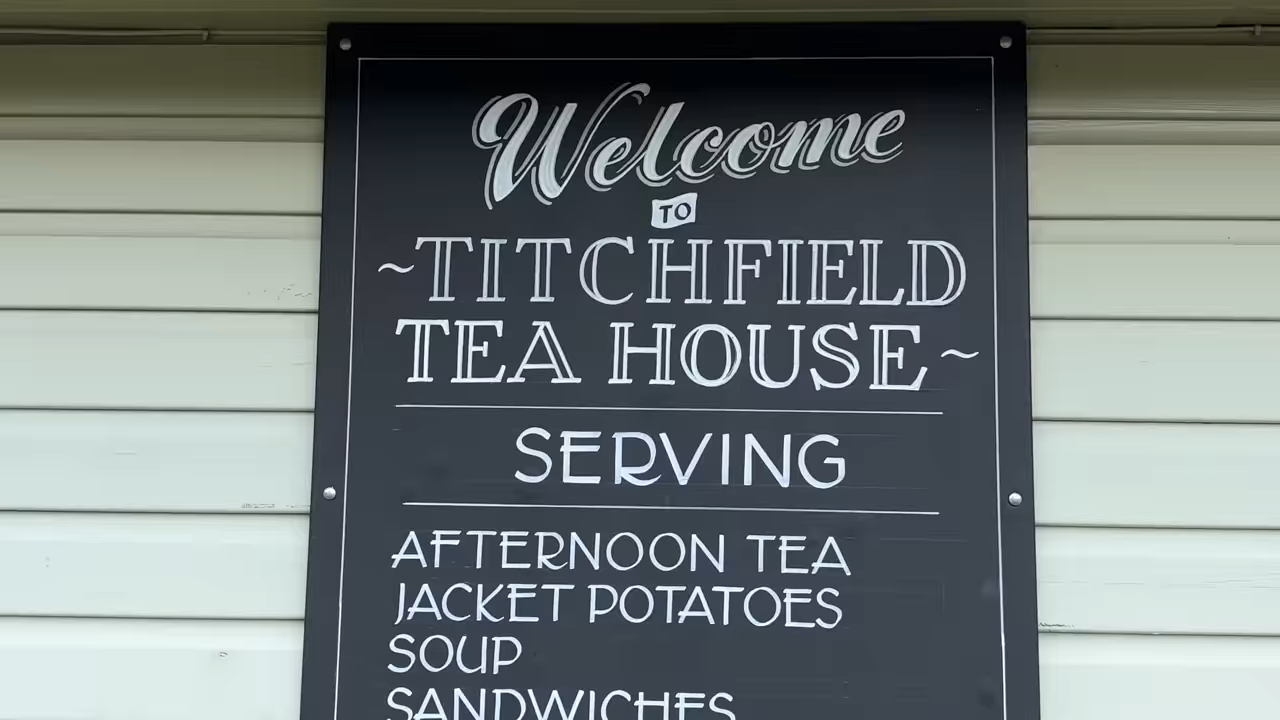 Welcome
TO
~TITCHFIELD
TEA HOUSE~
SERVING
AFTERNOON TEA
JACKET POTATOES
SOUP
SANDWICHES